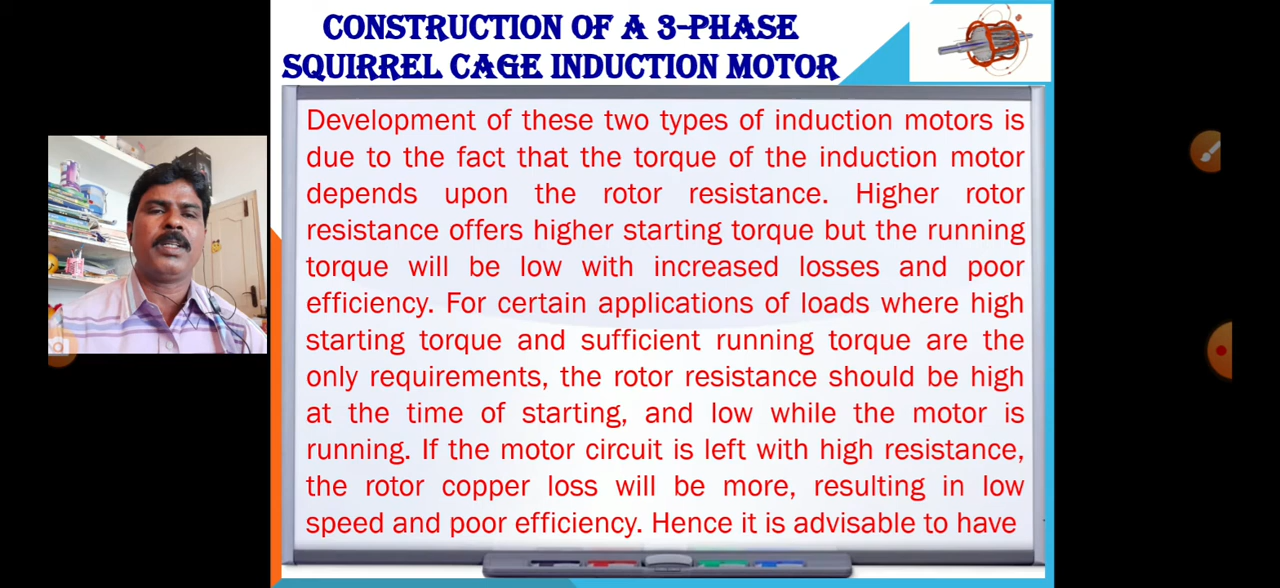 CONSTRUCTION OF A 3-PHASE
SQUIRREL CAGE INDUCTION MOTOR
Development of these two types of induction motors is
due to the fact that the torque of the induction motor
depends upon the rotor resistance. Higher rotor
resistance offers higher starting torque but the running
torque will be low with increased losses and poor
efficiency. For certain applications of loads where high
starting torque and sufficient running torque are the
only requirements, the rotor resistance should be high
at the time of starting, and low while the motor is
running. If the motor circuit is left with high resistance,
the rotor copper loss will be more, resulting in low
speed and poor efficiency. Hence it is advisable to have